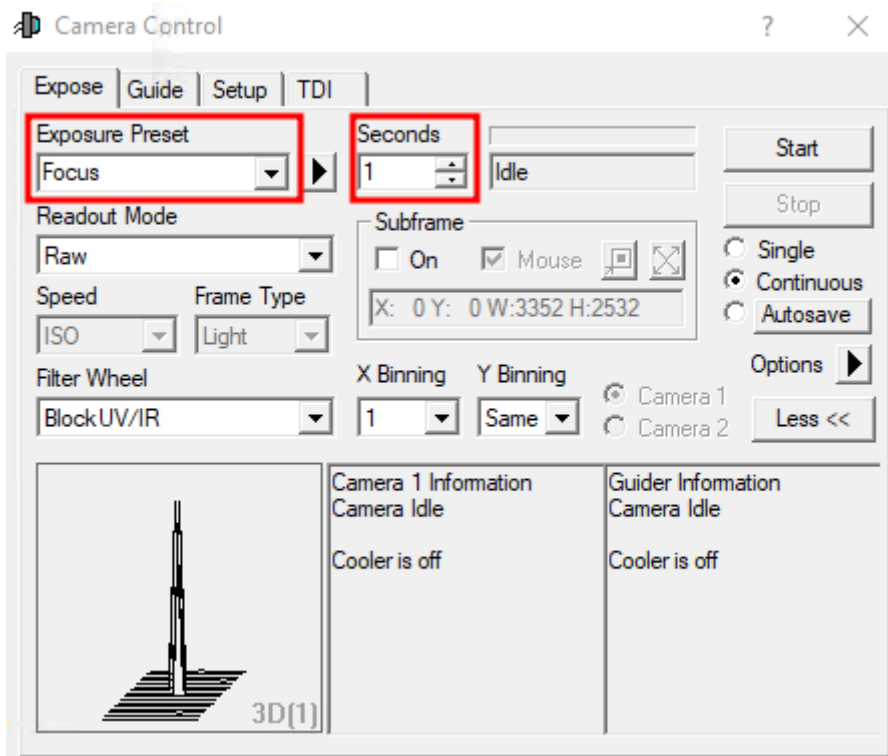 Camera Control
Expose Guide Setup TDI
Exposure Preset Seconds
Focus 1 Idle Start
Readout Mode Subframe Stop
Raw On Mouse Single
Continuous
Speed Frame Type X: 0 Y: 0 W:3352 H:2532
ISO Light Autosave
Filter Wheel X Binning Y Binning Camera 1 Options
BlockUV/IR 1 Same Camera 2 Less <<
Camera 1 Information Guider Information
Camera Idle Camera Idle
Cooler is off Cooler is off
3D(1)